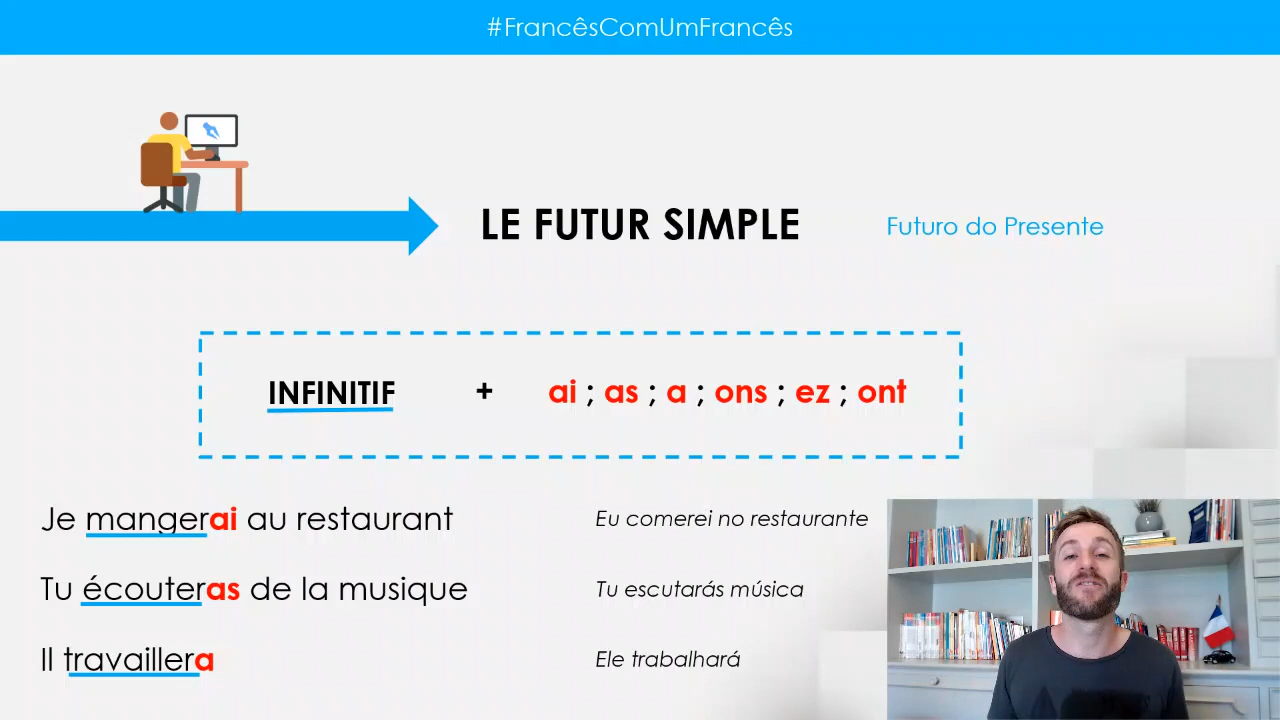 #FrancêsComUmFrancês
LE FUTUR SIMPLE
Futuro do Presente
INFINITIF + ai ; as ; a ; ons ; ez ; ont
Je mangerai au restaurant
Eu comerei no restaurante
Tu écouteras de la musique
Tu escutarás música
Il travaillera
Ele trabalhará